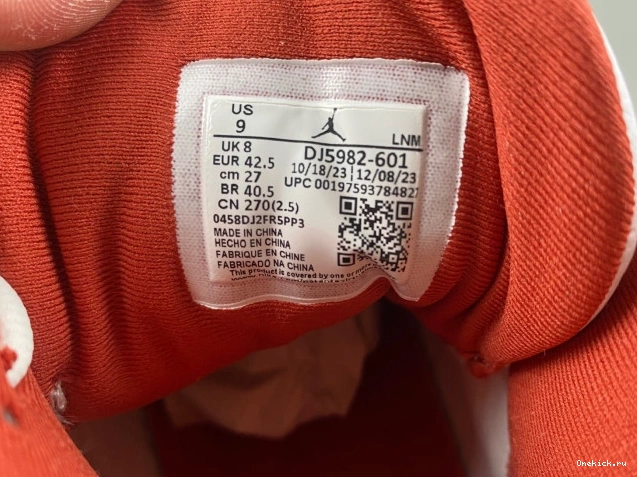 US
9
LNM
UK 8
EUR 42.5
cm 27
BR 40.5
CN 270(2.5)
DJ5982-601
10/18/23 12/08/23
UPC 00197593784827
0458DJ2FR5PP3
MADE IN CHINA
HECHO EN CHINA
FABRIQUE EN CHINE
FABRICADO NA CHINA
This product is covered by one or
Onekick.ru